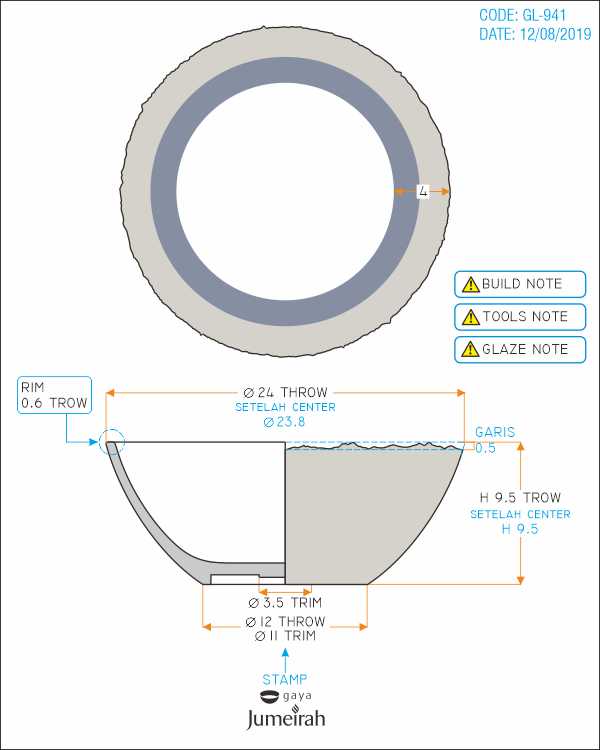 CODE: GL-941
DATE: 12/08/2019
4
BUILD NOTE
TOOLS NOTE
GLAZE NOTE
RIM
0.6 TROW
Ø 24 THROW
SETELAH CENTER
Ø 23.8
GARIS
0.5
H 9.5 TROW
SETELAH CENTER
H 9.5
Ø 3.5 TRIM
Ø 12 THROW
Ø 11 TRIM
STAMP
gaya
Jumeirah